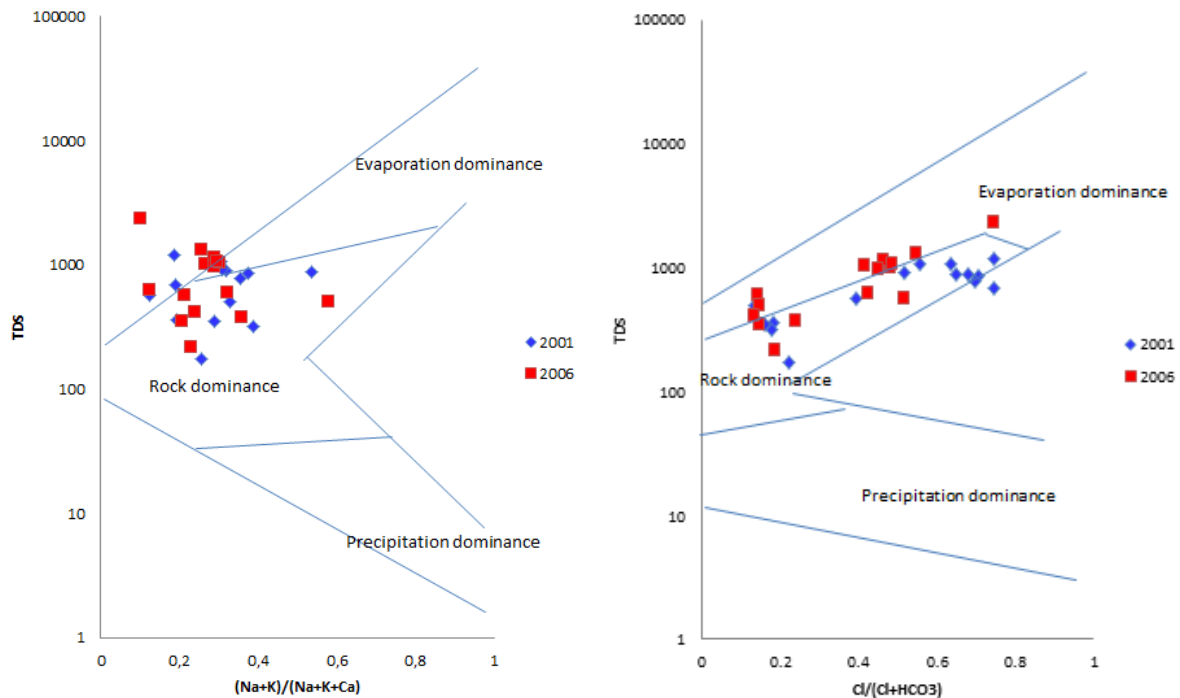 100000
10000
1000
100
10
1
TDS
0
0,2
0,4
0,6
0,8
1
(Na+K)/(Na+K+Ca)
Evaporation dominance
Rock dominance
Precipitation dominance
2001
2006
100000
10000
1000
100
10
1
TDS
0
0.2
0.4
0.6
0.8
1
Cl/(Cl+HCO3)
Evaporation dominance
Rock dominance
Precipitation dominance
2001
2006